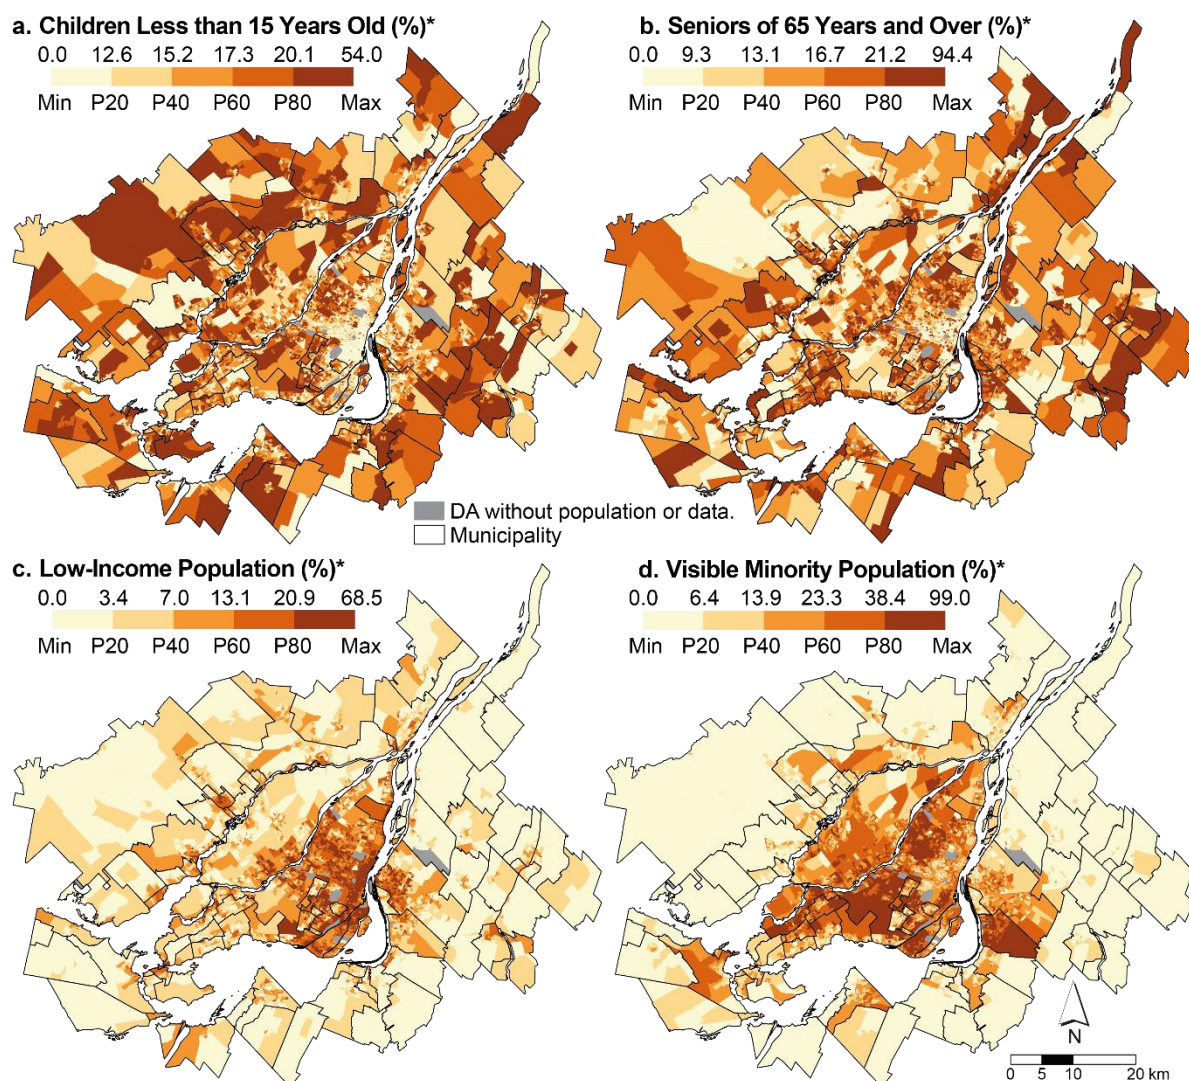 a. Children Less than 15 Years Old (%)*
0.0 12.6 15.2 17.3 20.1 54.0
Min P20 P40 P60 P80 Max
b. Seniors of 65 Years and Over (%)*
0.0 9.3 13.1 16.7 21.2 94.4
Min P20 P40 P60 P80 Max
DA without population or data.
Municipality
c. Low-Income Population (%)*
0.0 3.4 7.0 13.1 20.9 68.5
Min P20 P40 P60 P80 Max
d. Visible Minority Population (%)*
0.0 6.4 13.9 23.3 38.4 99.0
Min P20 P40 P60 P80 Max
N
0 5 10 20 km